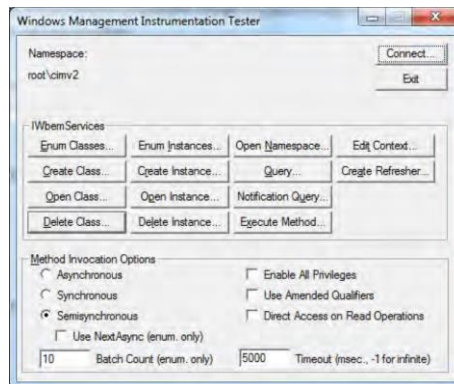 Windows Management Instrumentation Tester
Namespace:
Connect...
root\cimv2
Exit
IWbemServices
Enum Classes...
Enum Instances...
Open Namespace...
Edit Context...
Create Class...
Create Instance...
Query...
Create Refresher...
Open Class...
Open Instance...
Notification Query...
Delete Class...
Delete Instance...
Execute Method...
Method Invocation Options
Asynchronous
Enable All Privileges
Synchronous
Use Amended Qualifiers
Semisynchronous
Direct Access on Read Operations
Use NextAsync (enum. only)
10 Batch Count (enum. only)
5000 Timeout (msec., -1 for infinite)